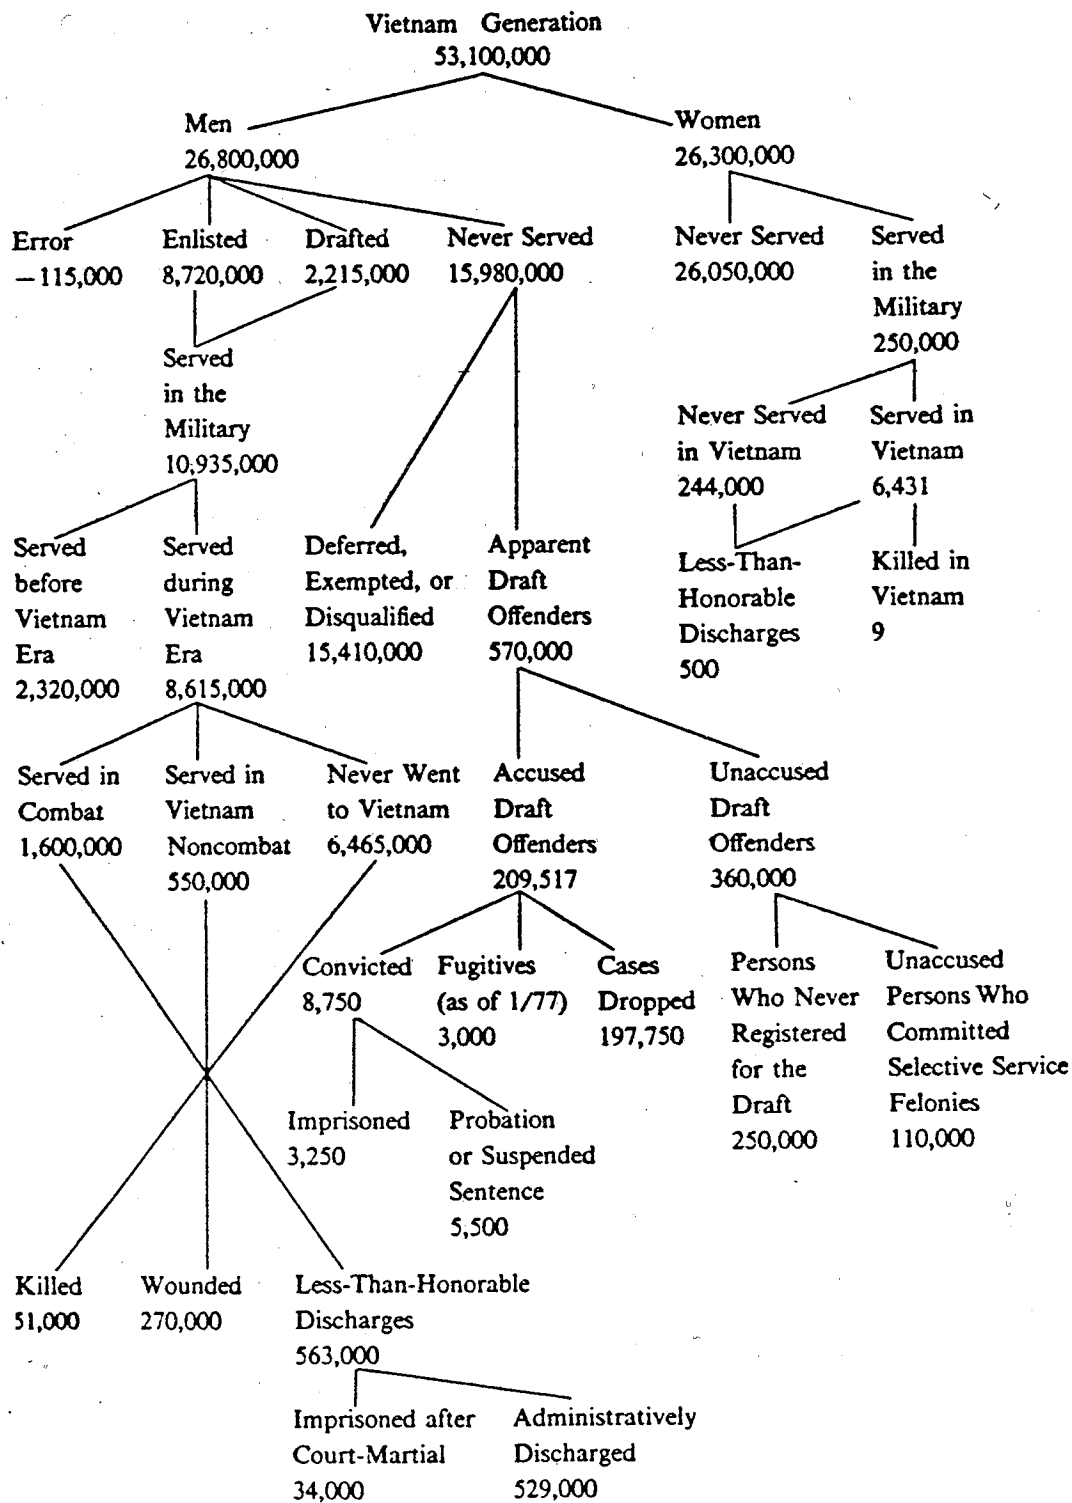 Vietnam Generation
53,100,000
Men
26,800,000
Women
26,300,000
Error
—115,000
Enlisted
8,720,000
Drafted
2,215,000
Never Served
15,980,000
Never Served
26,050,000
Served
in the
Military
250,000
Served
in the
Military
10,935,000
Never Served
in Vietnam
244,000
Served in
Vietnam
6,431
Served
before
Vietnam
Era
2,320,000
Served
during
Vietnam
Era
8,615,000
Deferred,
Exempted, or
Disqualified
15,410,000
Apparent
Draft
Offenders
570,000
Less-Than-
Honorable
Discharges
500
Killed in
Vietnam
9
Served in
Combat
1,600,000
Served in
Vietnam
Noncombat
550,000
Never Went
to Vietnam
6,465,000
Accused
Draft
Offenders
209,517
Unaccused
Draft
Offenders
360,000
Convicted
8,750
Fugitives
(as of 1/77)
3,000
Cases
Dropped
197,750
Persons
Who Never
Registered
for the
Draft
250,000
Unaccused
Persons Who
Committed
Selective Service
Felonies
110,000
Imprisoned
3,250
Probation
or Suspended
Sentence
5,500
Killed
51,000
Wounded
270,000
Less-Than-Honorable
Discharges
563,000
Imprisoned after
Court-Martial
34,000
Administratively
Discharged
529,000